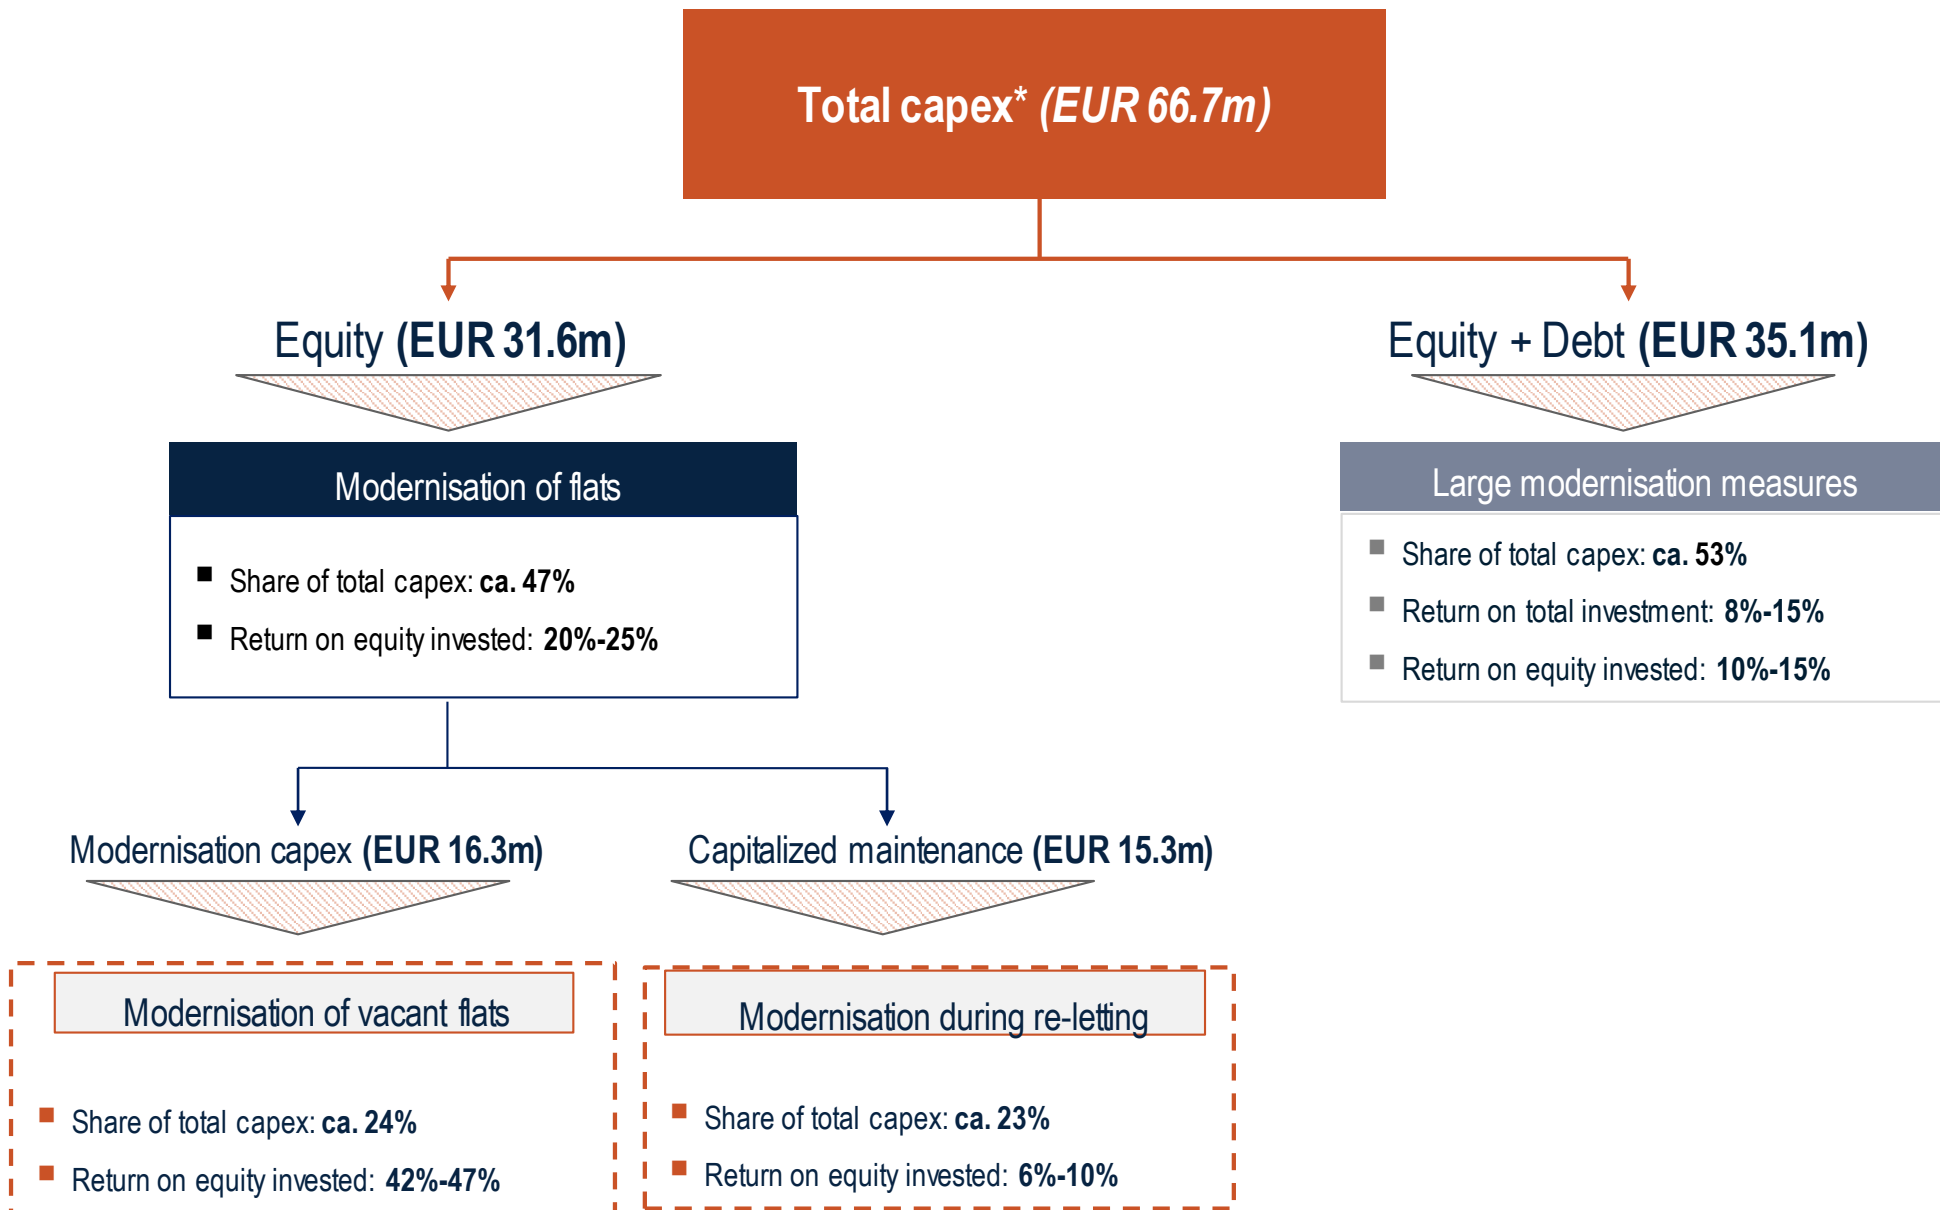 Total capex* (EUR 66.7m)
Equity (EUR 31.6m)
Equity + Debt (EUR 35.1m)
Modernisation of flats
Share of total capex: ca. 47%
Return on equity invested: 20%-25%
Large modernisation measures
Share of total capex: ca. 53%
Return on total investment: 8%-15%
Return on equity invested: 10%-15%
Modernisation capex (EUR 16.3m)
Capitalized maintenance (EUR 15.3m)
Modernisation of vacant flats
Share of total capex: ca. 24%
Return on equity invested: 42%-47%
Modernisation during re-letting
Share of total capex: ca. 23%
Return on equity invested: 6%-10%